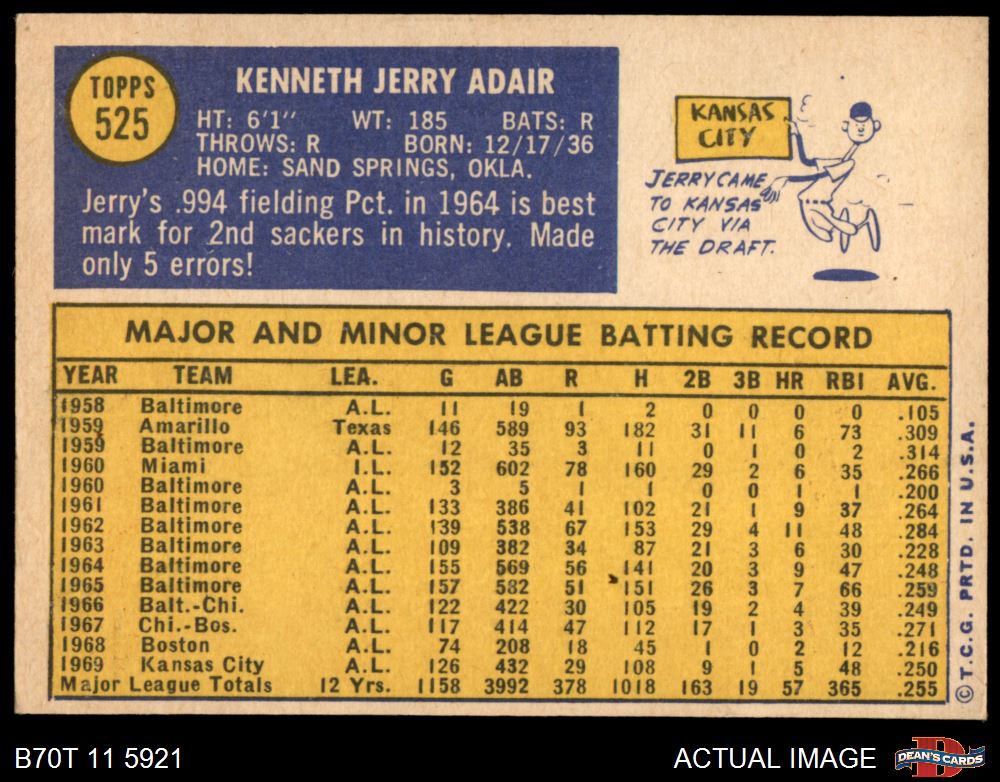 TOPPS
525
KENNETH JERRY ADAIR
HT: 6'1" WT: 185 BATS: R
THROWS: R BORN: 12/17/36
HOME: SAND SPRINGS, OKLA.
Jerry's .994 fielding Pct. in 1964 is best
mark for 2nd sackers in history. Made
only 5 errors!
KANSAS
CITY
JERRY CAME
TO KANSAS
CITY VIA
THE DRAFT.
MAJOR AND MINOR LEAGUE BATTING RECORD
YEAR TEAM LEA. G AB R H 2B 3B HR RBI AVG.
1958 Baltimore A.L. 11 19 1 2 0 0 0 0 .105
1959 Amarillo Texas 146 589 93 182 31 11 6 73 .309
1959 Baltimore A.L. 12 35 3 11 0 1 0 2 .314
1960 Miami I.L. 152 602 78 160 29 2 6 35 .266
1960 Baltimore A.L. 3 5 1 1 0 0 1 1 .200
1961 Baltimore A.L. 133 386 41 102 21 1 9 37 .264
1962 Baltimore A.L. 139 538 67 153 29 4 11 48 .284
1963 Baltimore A.L. 109 382 34 87 21 3 6 30 .228
1964 Baltimore A.L. 155 569 56 141 20 3 9 47 .248
1965 Baltimore A.L. 157 582 51 151 26 3 7 66 .259
1966 Balt.-Chi. A.L. 122 422 30 105 19 2 4 39 .249
1967 Chi.-Bos. A.L. 117 414 47 112 17 1 3 35 .271
1968 Boston A.L. 74 208 18 45 1 0 2 12 .216
1969 Kansas City A.L. 126 432 29 108 9 1 5 48 .250
Major League Totals 12 Yrs. 1158 3992 378 1018 163 19 57 365 .255
© T.C.G. PRTD. IN U.S.A.
B70T 11 5921
ACTUAL IMAGE
D
DEAN'S CARDS